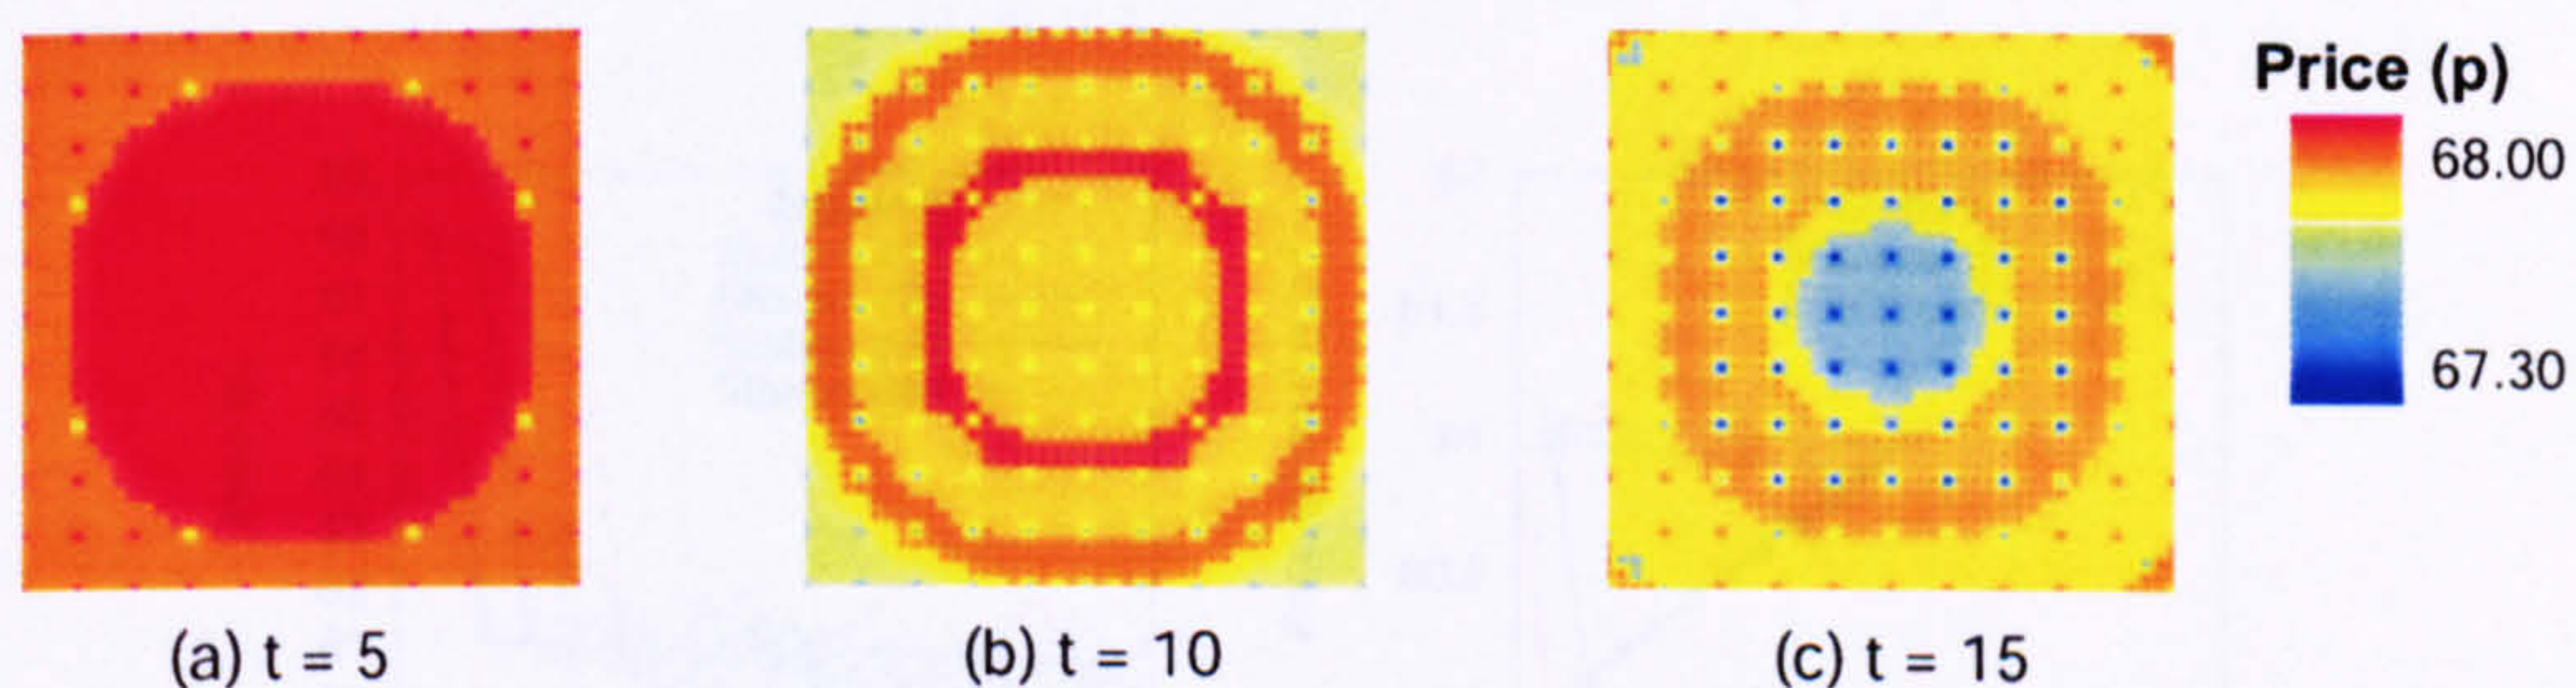 Price (p)
68.00
67.30
(a) t = 5
(b) t = 10
(c) t = 15